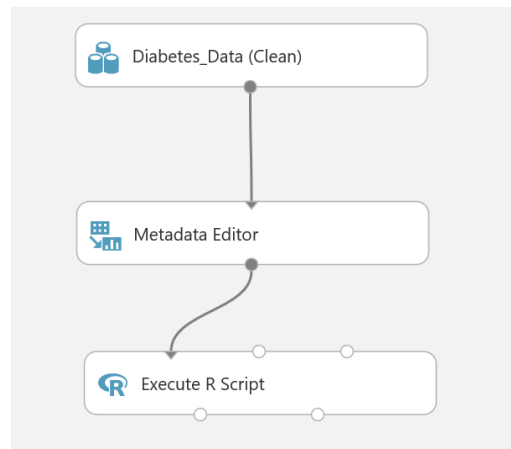 Diabetes_Data (Clean)
Metadata Editor
R Execute R Script